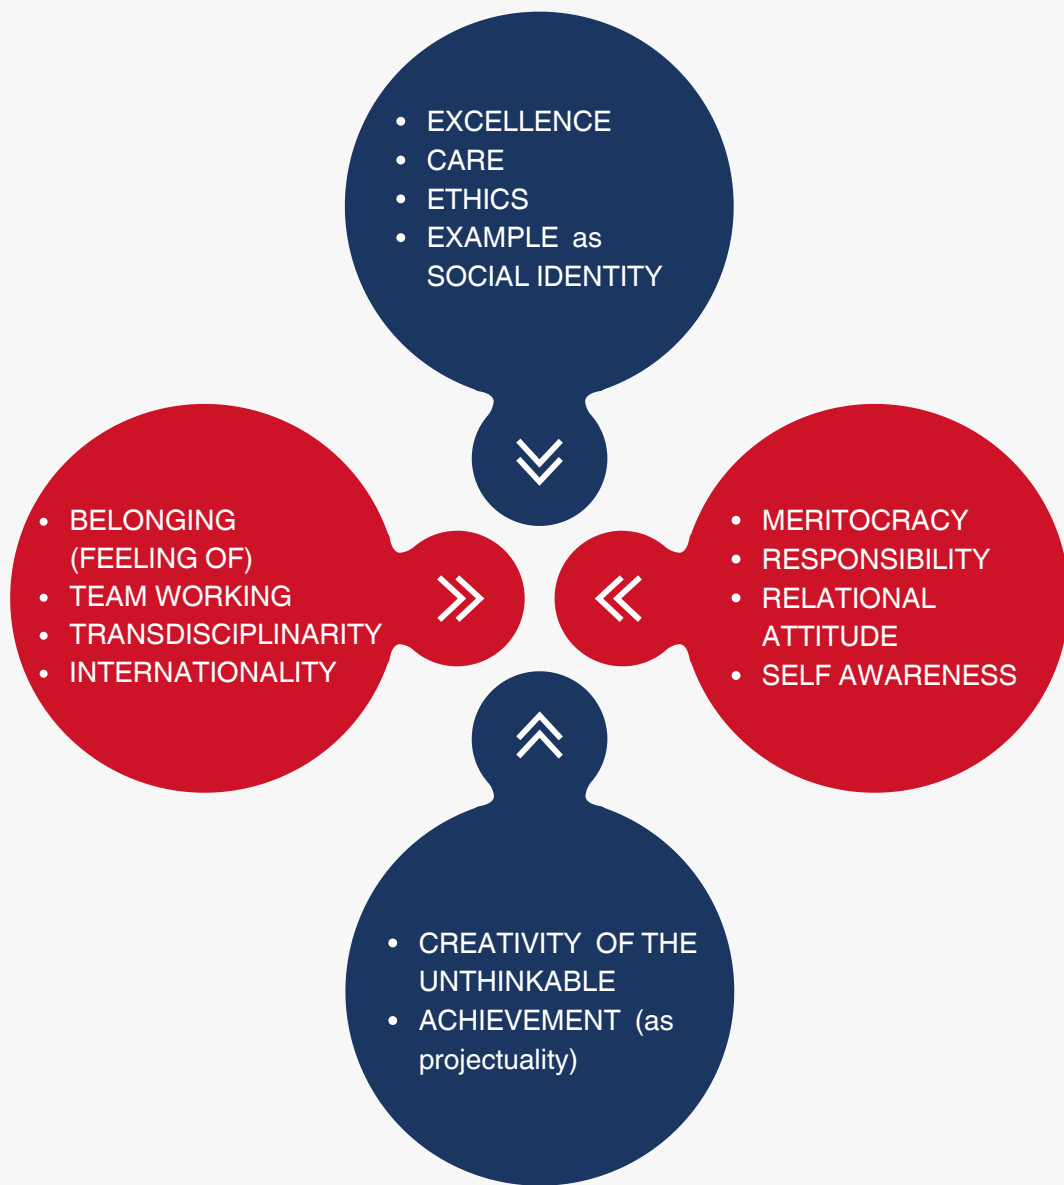 • EXCELLENCE
• CARE
• ETHICS
• EXAMPLE as
SOCIAL IDENTITY
• BELONGING
(FEELING OF)
• TEAM WORKING
• TRANSDISCIPLINARITY
• INTERNATIONALITY
• MERITOCRACY
• RESPONSIBILITY
• RELATIONAL
ATTITUDE
• SELF AWARENESS
• CREATIVITY OF THE
UNTHINKABLE
• ACHIEVEMENT (as
projectuality)